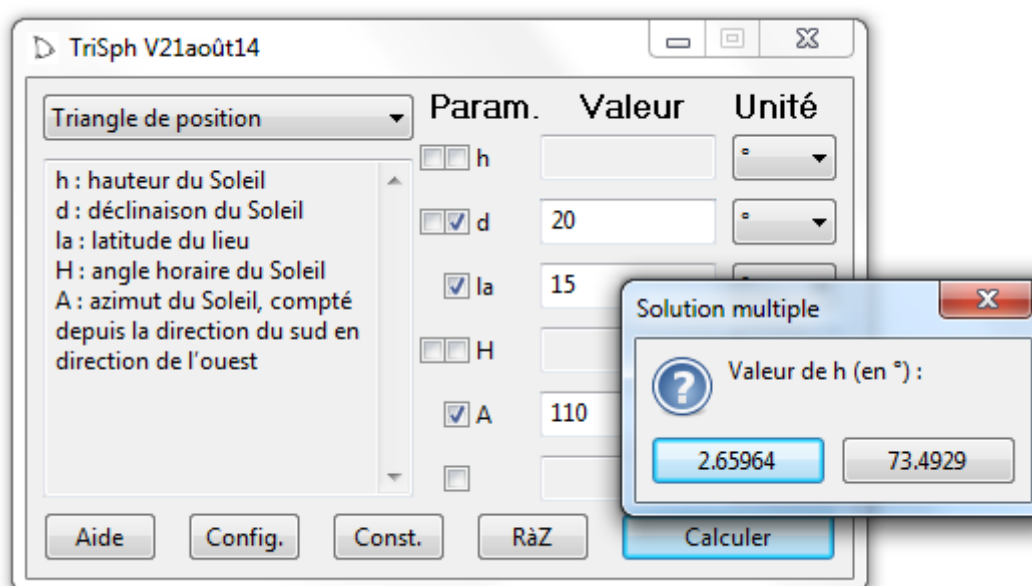 TriSph V21août14
Triangle de position
Param. Valeur Unité
h : hauteur du Soleil
d : déclinaison du Soleil
la : latitude du lieu
H : angle horaire du Soleil
A : azimut du Soleil, compté
depuis la direction du sud en
direction de l'ouest
h °
d 20 °
la 15
H
A 110
Solution multiple
Valeur de h (en °) :
2.65964 73.4929
Aide Config. Const. RàZ Calculer